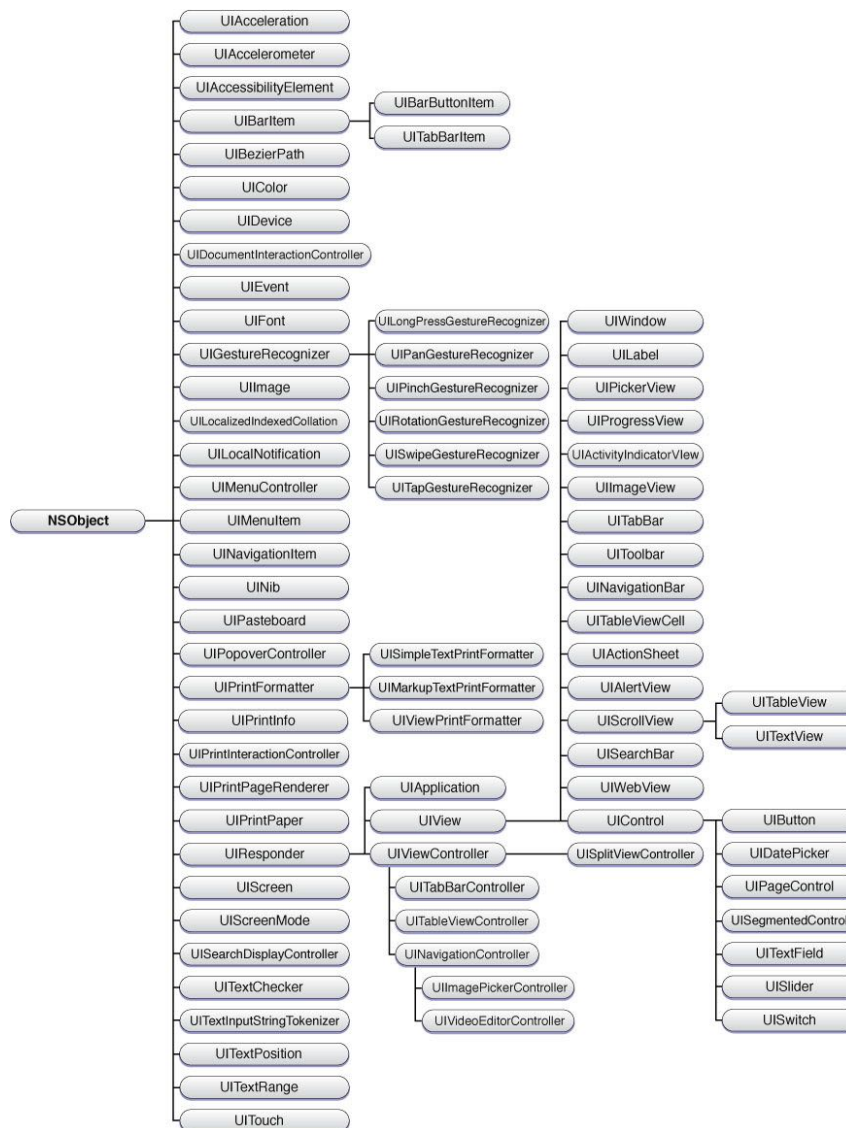 UIAcceleration
UIAccelerometer
UIAccessibilityElement
UIBarItem
UIBarButtonItem
UITabBarItem
UIBezierPath
UIColor
UIDevice
UIDocumentInteractionController
UIEvent
UIFont
UIGestureRecognizer
UIImage
UILocalizedIndexedCollation
UILocalNotification
UIMenuController
NSObject
UIMenuItem
UINavigationItem
UINib
UIPasteboard
UIPopoverController
UIPrintFormatter
UIPrintInfo
UIPrintInteractionController
UIPrintPageRenderer
UIPrintPaper
UIResponder
UIScreen
UIScreenMode
UISearchDisplayController
UITextChecker
UITextInputStringTokenizer
UITextPosition
UITextRange
UITouch
UILongPressGestureRecognizer
UIPanGestureRecognizer
UIPinchGestureRecognizer
UIRotationGestureRecognizer
UISwipeGestureRecognizer
UITapGestureRecognizer
UISimpleTextPrintFormatter
UIMarkupTextPrintFormatter
UIViewPrintFormatter
UIApplication
UIView
UIViewController
UITabBarController
UITableViewController
UINavigationController
UIImagePickerController
UIVideoEditorController
UIWindow
UILabel
UIPickerView
UIProgressView
UIActivityIndicatorVIew
UIImageView
UITabBar
UIToolbar
UINavigationBar
UITableViewCell
UIActionSheet
UIAlertView
UIScrollView
UISearchBar
UIWebView
UIControl
UISplitViewController
UITableView
UITextView
UIButton
UIDatePicker
UIPageControl
UISegmentedControl
UITextField
UISlider
UISwitch